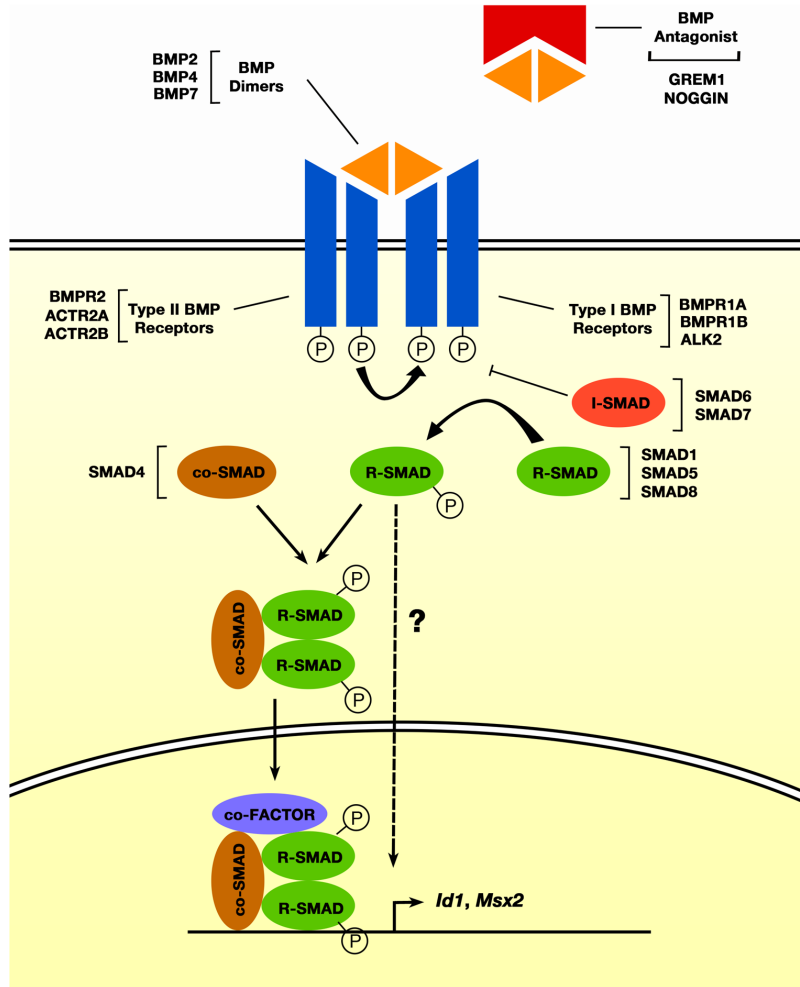 BMP
Antagonist
GREM1
NOGGIN
BMP2
BMP4
BMP7
BMP
Dimers
BMPR2
ACTR2A
ACTR2B
Type II BMP
Receptors
Type I BMP
Receptors
BMPR1A
BMPR1B
ALK2
P
P
P
P
I-SMAD
SMAD6
SMAD7
SMAD4
co-SMAD
R-SMAD
P
R-SMAD
SMAD1
SMAD5
SMAD8
P
co-SMAD
R-SMAD
R-SMAD
P
?
co-FACTOR
P
co-SMAD
R-SMAD
R-SMAD
P
Id1, Msx2